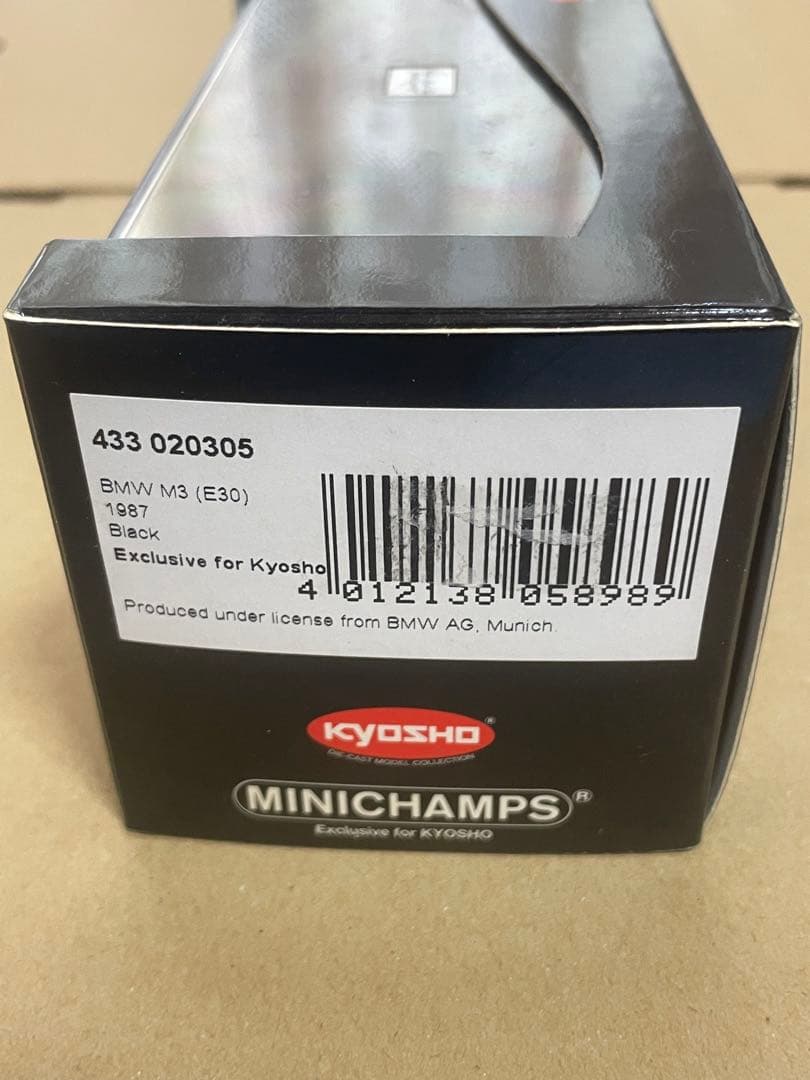 433 020305
BMW M3 (E30)
1987
Black
Exclusive for Kyosho
4 012138 058989
Produced under license from BMW AG, Munich.
KYOSHO®
DIE-CAST MODEL COLLECTION
MINICHAMPS®
Exclusive for KYOSHO